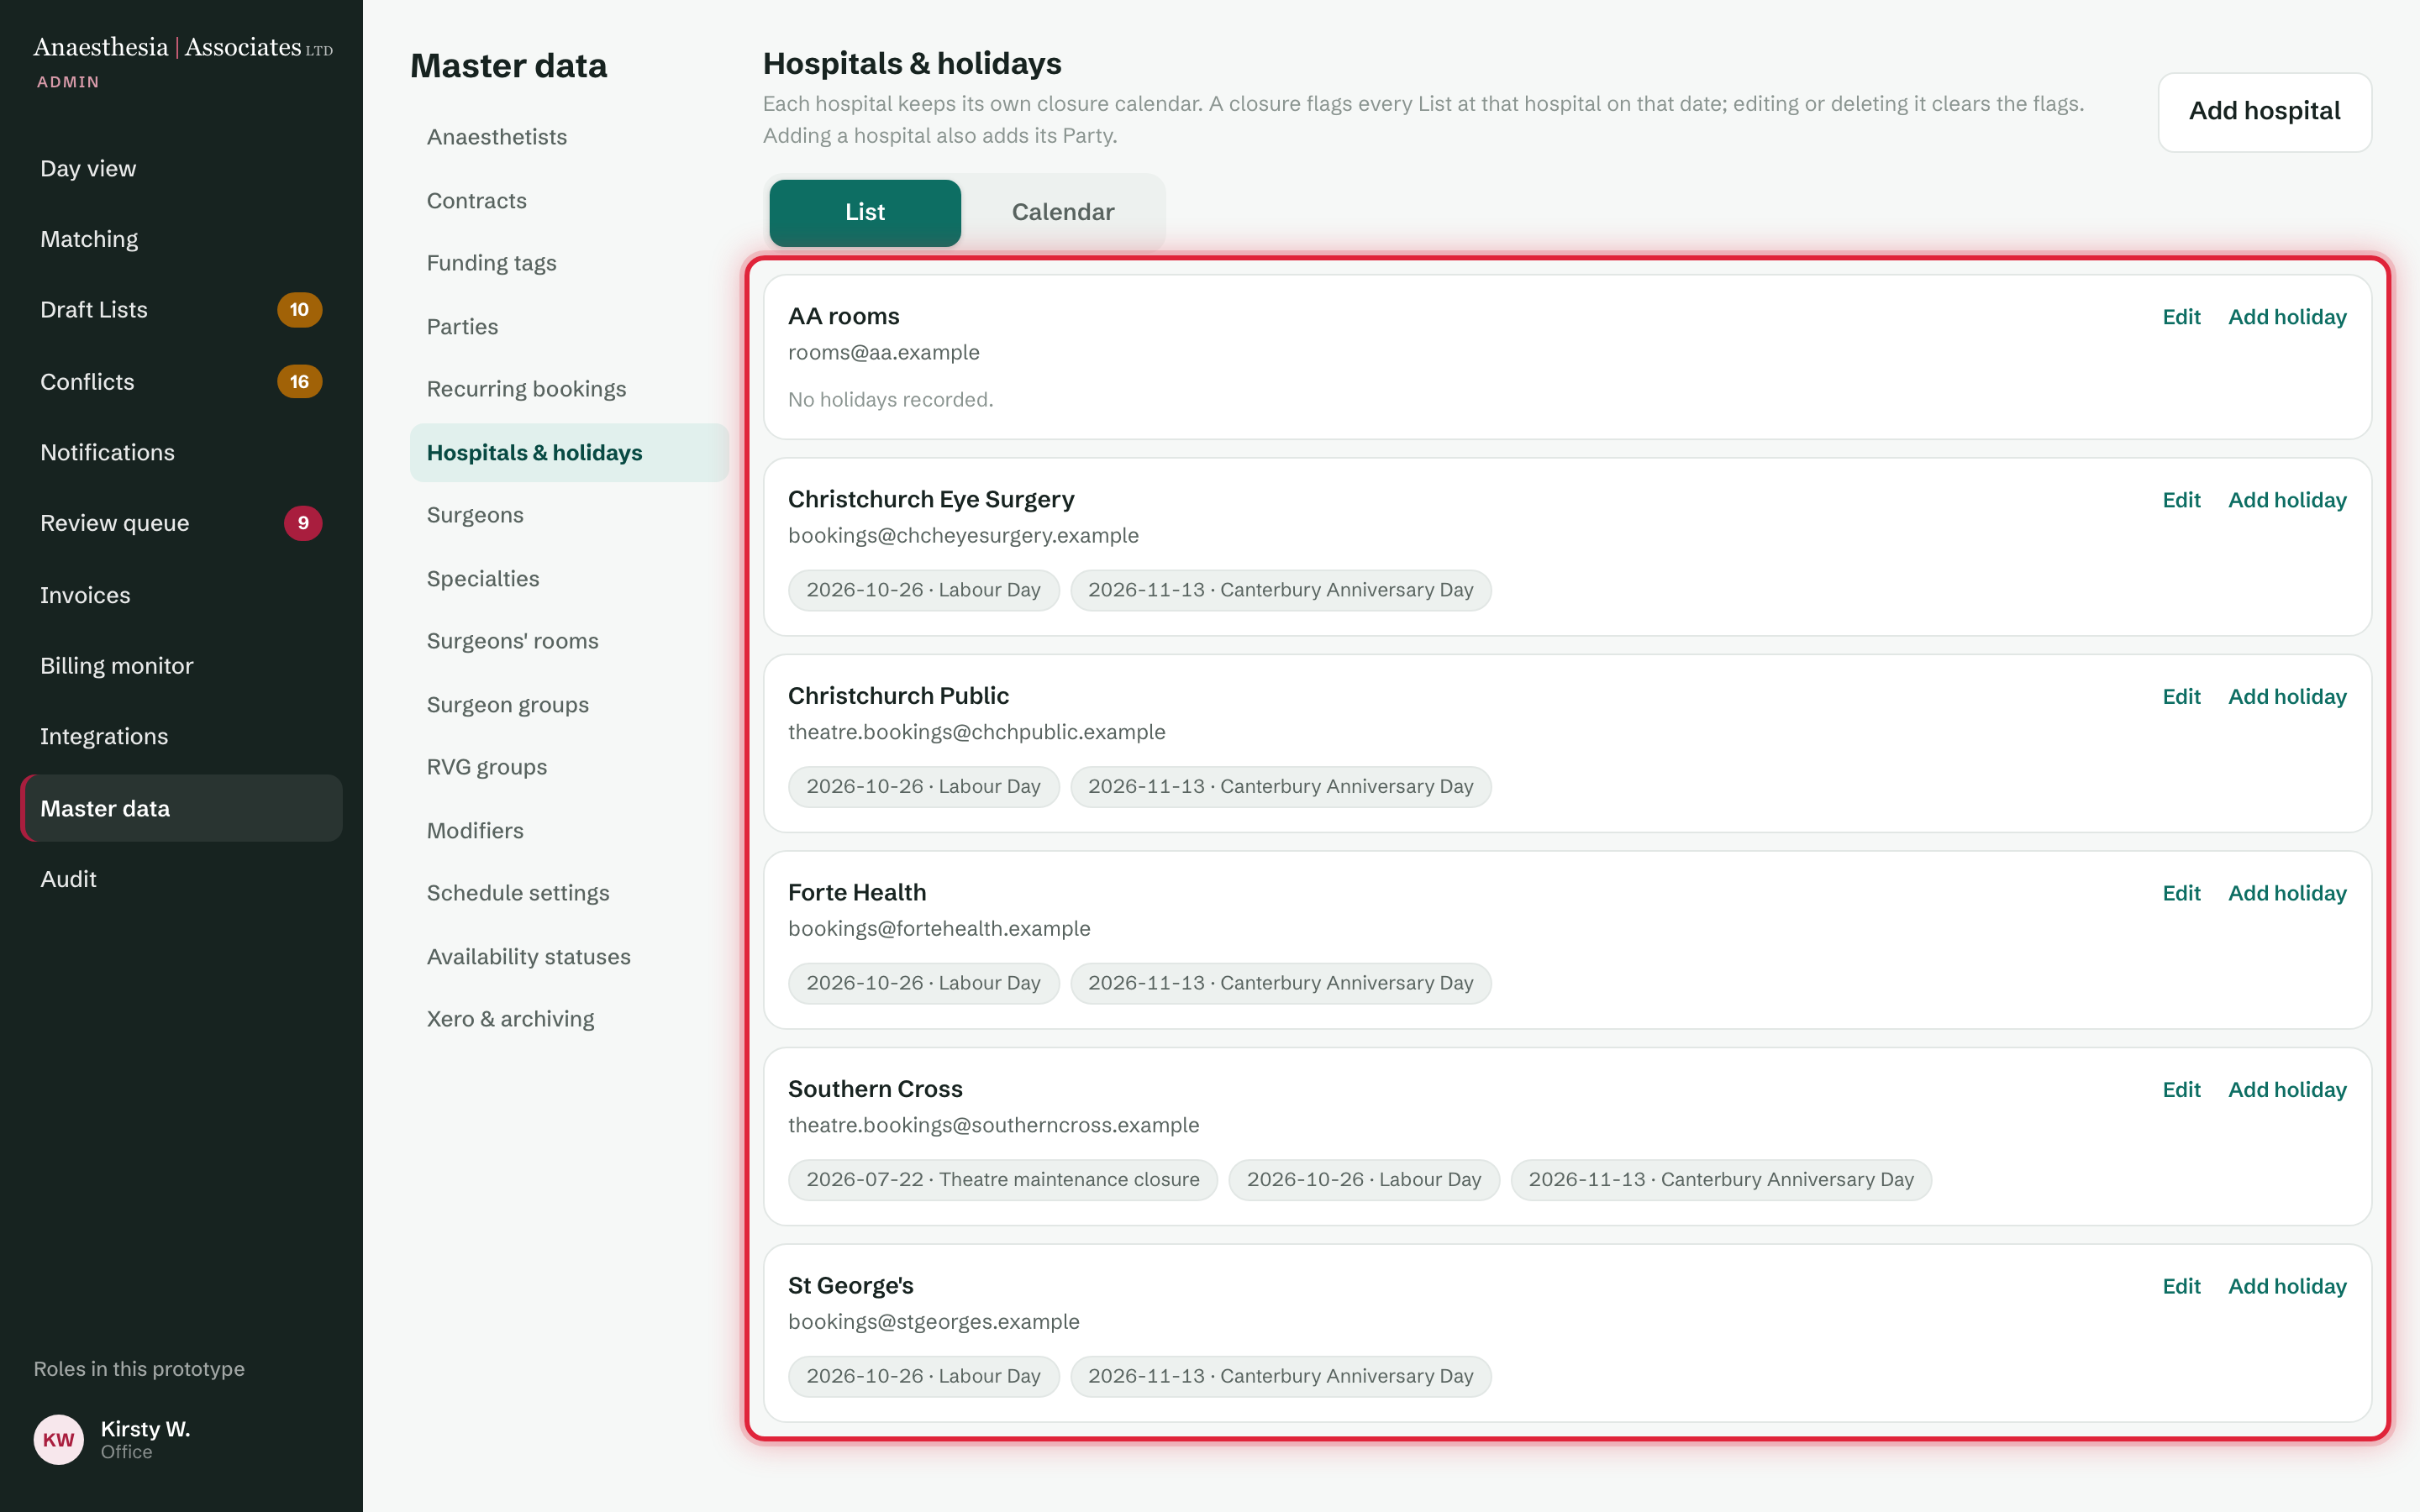 Anaesthesia | Associates LTD
ADMIN
Day view
Matching
Draft Lists 10
Conflicts 16
Notifications
Review queue 9
Invoices
Billing monitor
Integrations
Master data
Audit
Roles in this prototype
KW
Kirsty W.
Office
Master data
Anaesthetists
Contracts
Funding tags
Parties
Recurring bookings
Hospitals & holidays
Surgeons
Specialties
Surgeons' rooms
Surgeon groups
RVG groups
Modifiers
Schedule settings
Availability statuses
Xero & archiving
Hospitals & holidays
Each hospital keeps its own closure calendar. A closure flags every List at that hospital on that date; editing or deleting it clears the flags.
Adding a hospital also adds its Party.
Add hospital
List Calendar
AA rooms Edit Add holiday
rooms@aa.example
No holidays recorded.
Christchurch Eye Surgery Edit Add holiday
bookings@chcheyesurgery.example
2026-10-26 · Labour Day 2026-11-13 · Canterbury Anniversary Day
Christchurch Public Edit Add holiday
theatre.bookings@chchpublic.example
2026-10-26 · Labour Day 2026-11-13 · Canterbury Anniversary Day
Forte Health Edit Add holiday
bookings@fortehealth.example
2026-10-26 · Labour Day 2026-11-13 · Canterbury Anniversary Day
Southern Cross Edit Add holiday
theatre.bookings@southerncross.example
2026-07-22 · Theatre maintenance closure 2026-10-26 · Labour Day 2026-11-13 · Canterbury Anniversary Day
St George's Edit Add holiday
bookings@stgeorges.example
2026-10-26 · Labour Day 2026-11-13 · Canterbury Anniversary Day